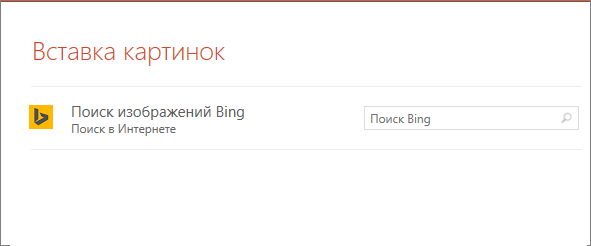 Вставка картинок
Поиск изображений Bing
Поиск в Интернете
Поиск Bing